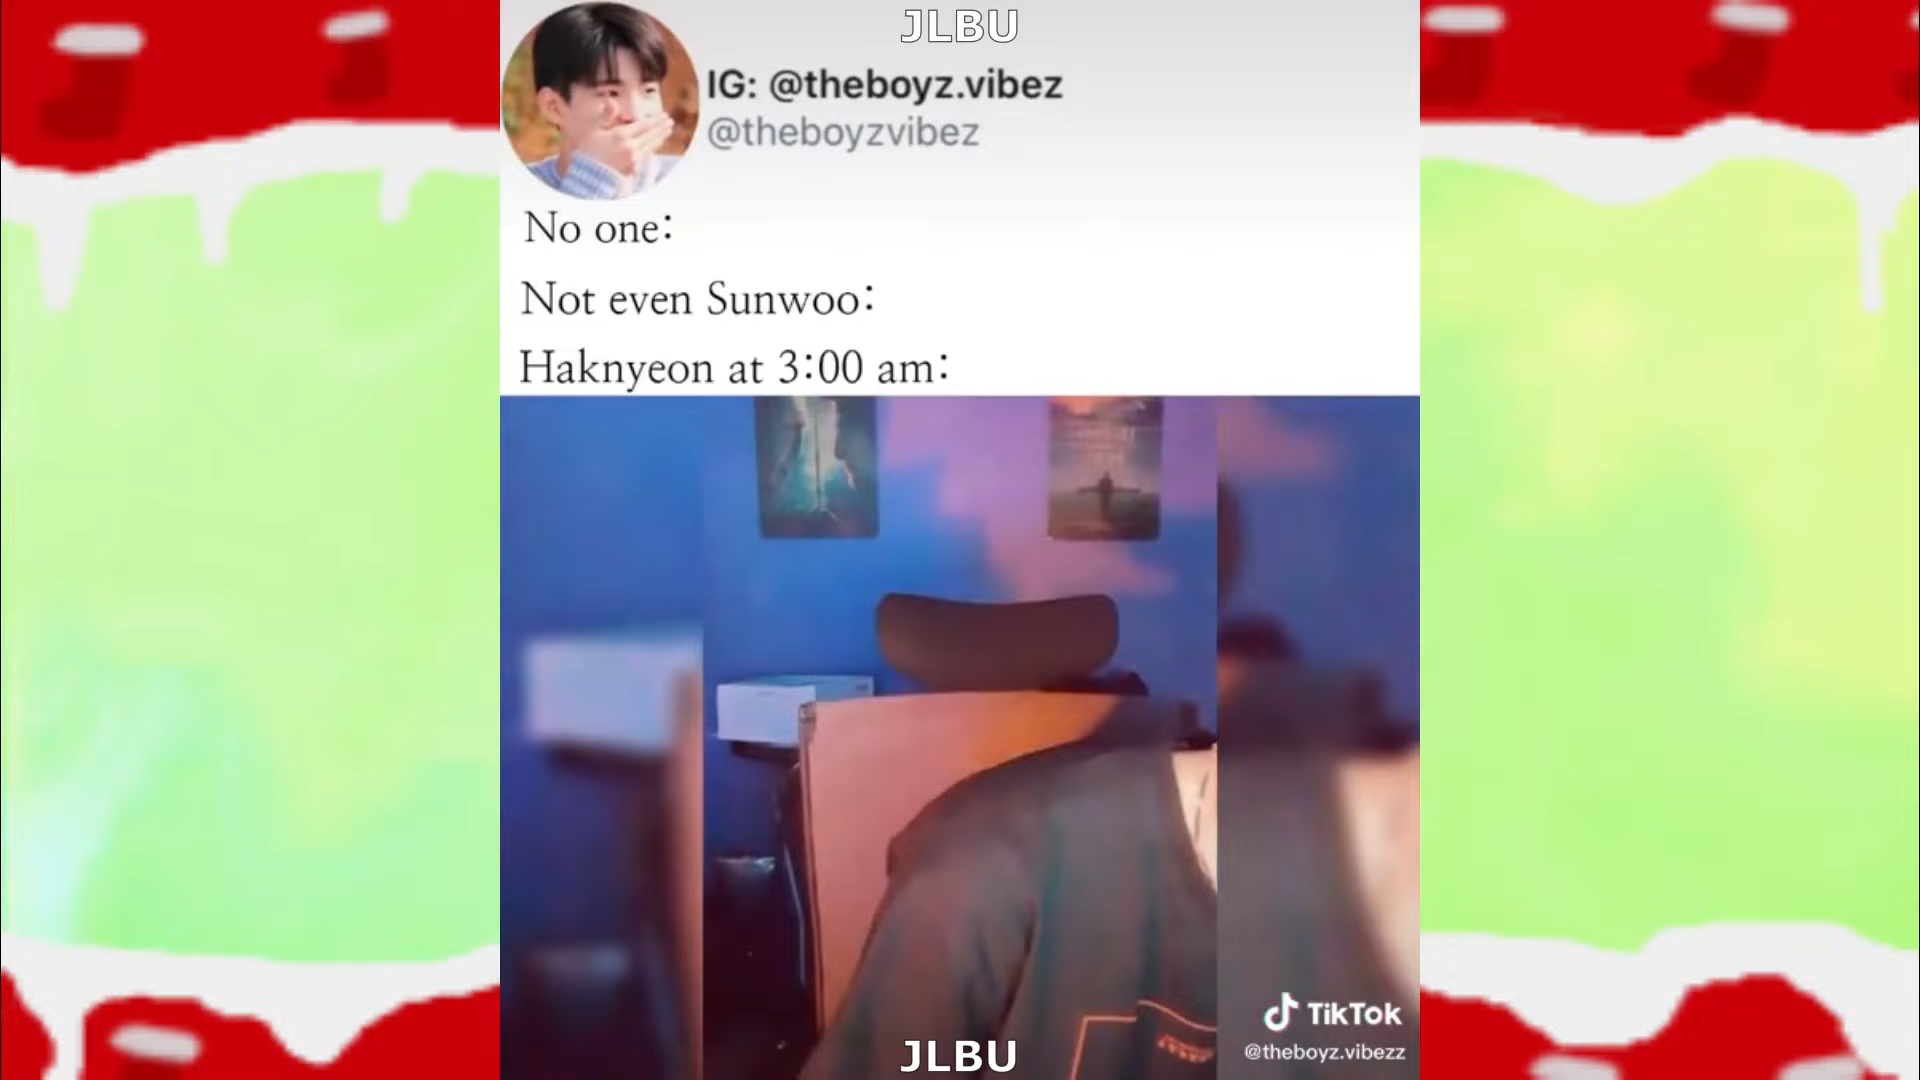 JLBU
IG: @theboyz.vibez
@theboyzvibez
No one:
Not even Sunwoo:
Haknyeon at 3:00 am:
TikTok
@theboyz.vibezz
JLBU